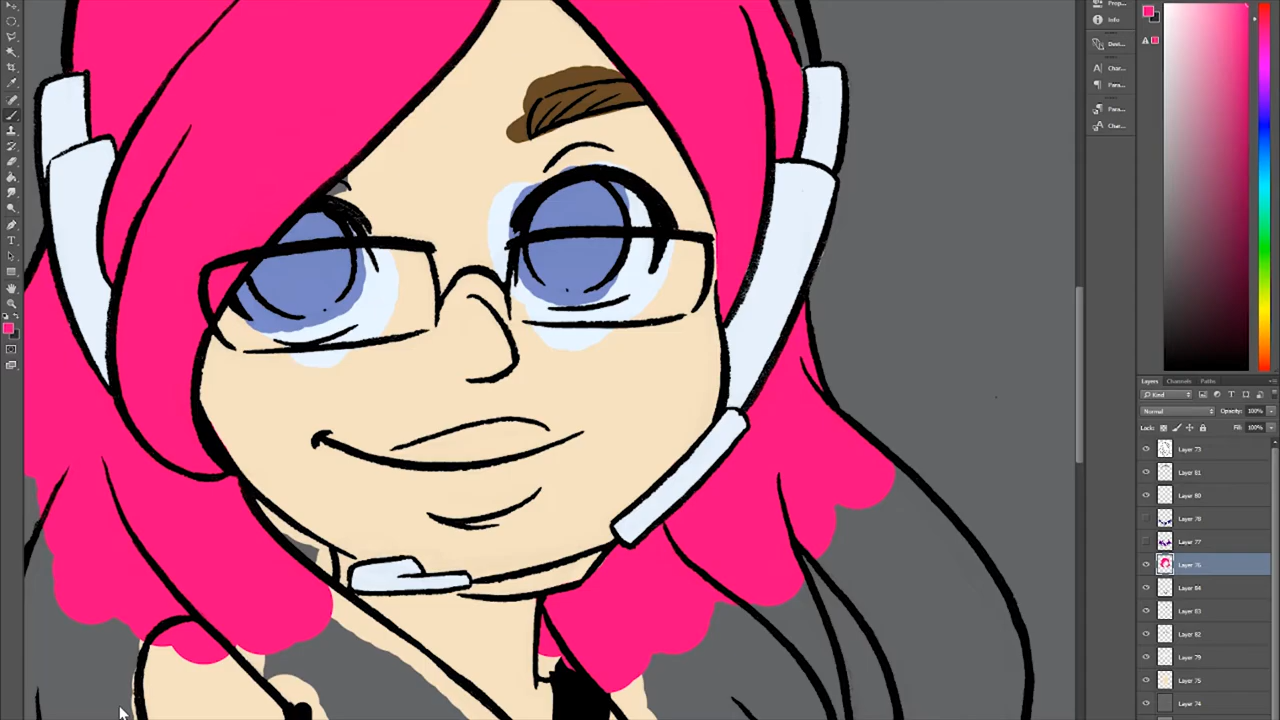 Prop...
Info
Desti...
Char...
Para...
Para...
Char...
Layers Channels Paths
Kind
Normal Opacity: 100%
Lock: Fill: 100%
Layer 73
Layer 81
Layer 80
Layer 78
Layer 77
Layer 76
Layer 84
Layer 83
Layer 82
Layer 79
Layer 75
Layer 74